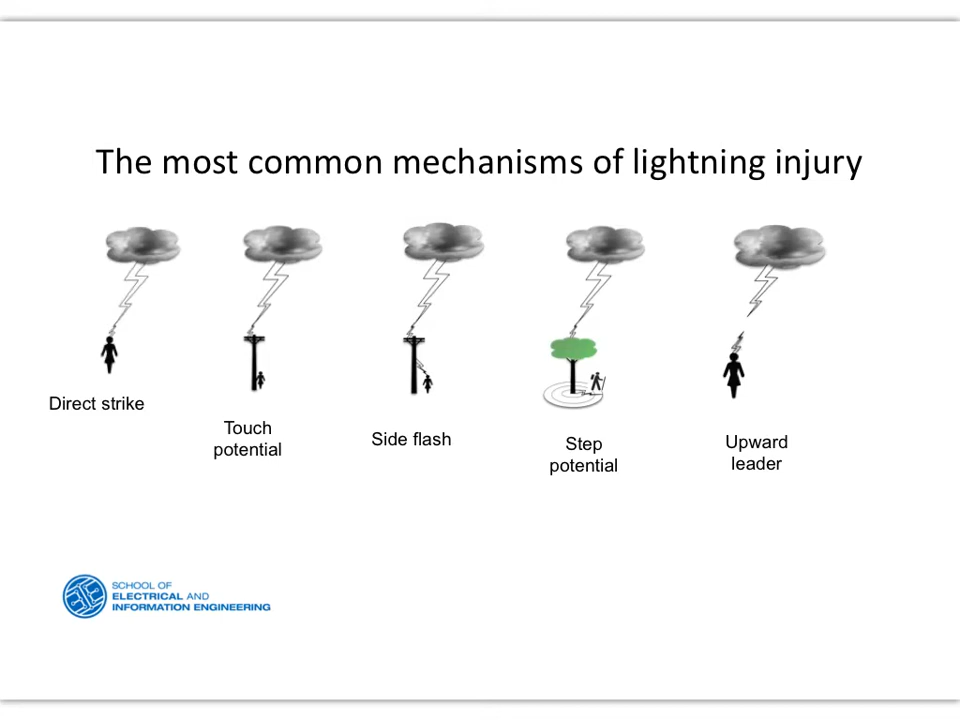 The most common mechanisms of lightning injury
Direct strike
Touch
potential
Side flash
Step
potential
Upward
leader
SCHOOL OF
ELECTRICAL AND
INFORMATION ENGINEERING